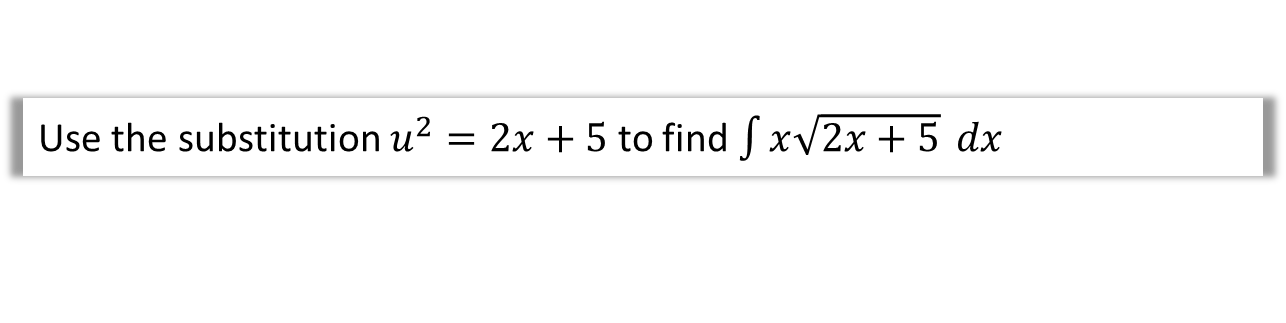 Use the substitution u² = 2x + 5 to find ∫ x√(2x + 5) dx